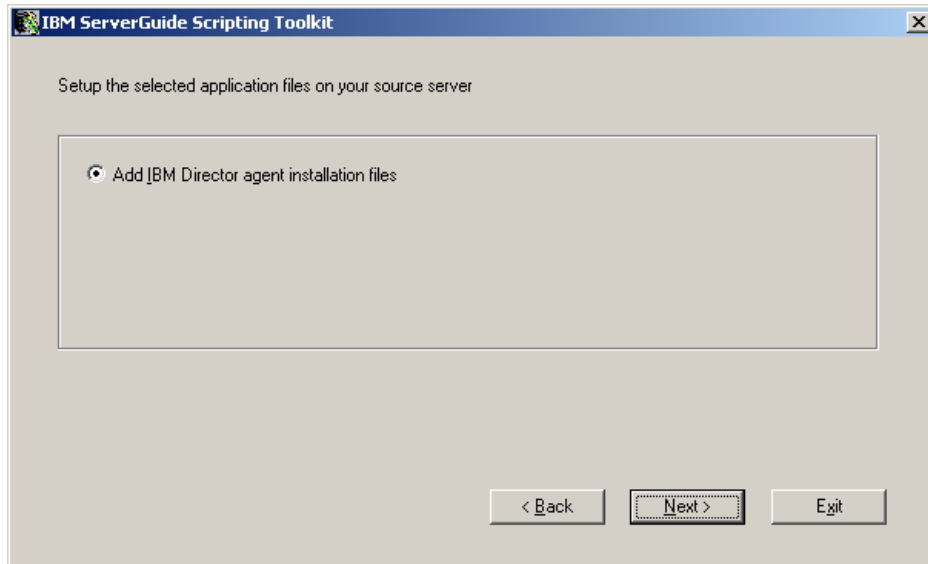 IBM ServerGuide Scripting Toolkit
Setup the selected application files on your source server
Add IBM Director agent installation files
< Back
Next >
Exit